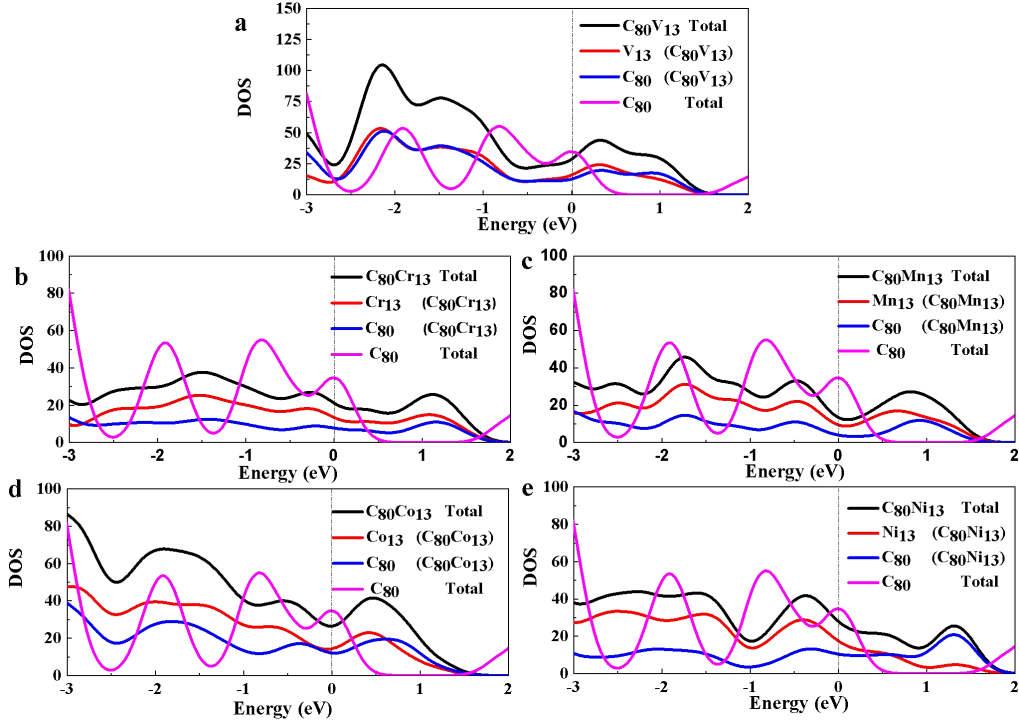 a
150
125
100
75
50
25
0
DOS
C80V13 Total
V13 (C80V13)
C80 (C80V13)
C80 Total
-3 -2 -1 0 1 2
Energy (eV)
b
100
80
60
40
20
0
DOS
C80Cr13 Total
Cr13 (C80Cr13)
C80 (C80Cr13)
C80 Total
-3 -2 -1 0 1 2
Energy (eV)
c
100
80
60
40
20
0
DOS
C80Mn13 Total
Mn13 (C80Mn13)
C80 (C80Mn13)
C80 Total
-3 -2 -1 0 1 2
Energy (eV)
d
100
80
60
40
20
0
DOS
C80Co13 Total
Co13 (C80Co13)
C80 (C80Co13)
C80 Total
-3 -2 -1 0 1 2
Energy (eV)
e
80
60
40
20
0
DOS
C80Ni13 Total
Ni13 (C80Ni13)
C80 (C80Ni13)
C80 Total
-3 -2 -1 0 1 2
Energy (eV)